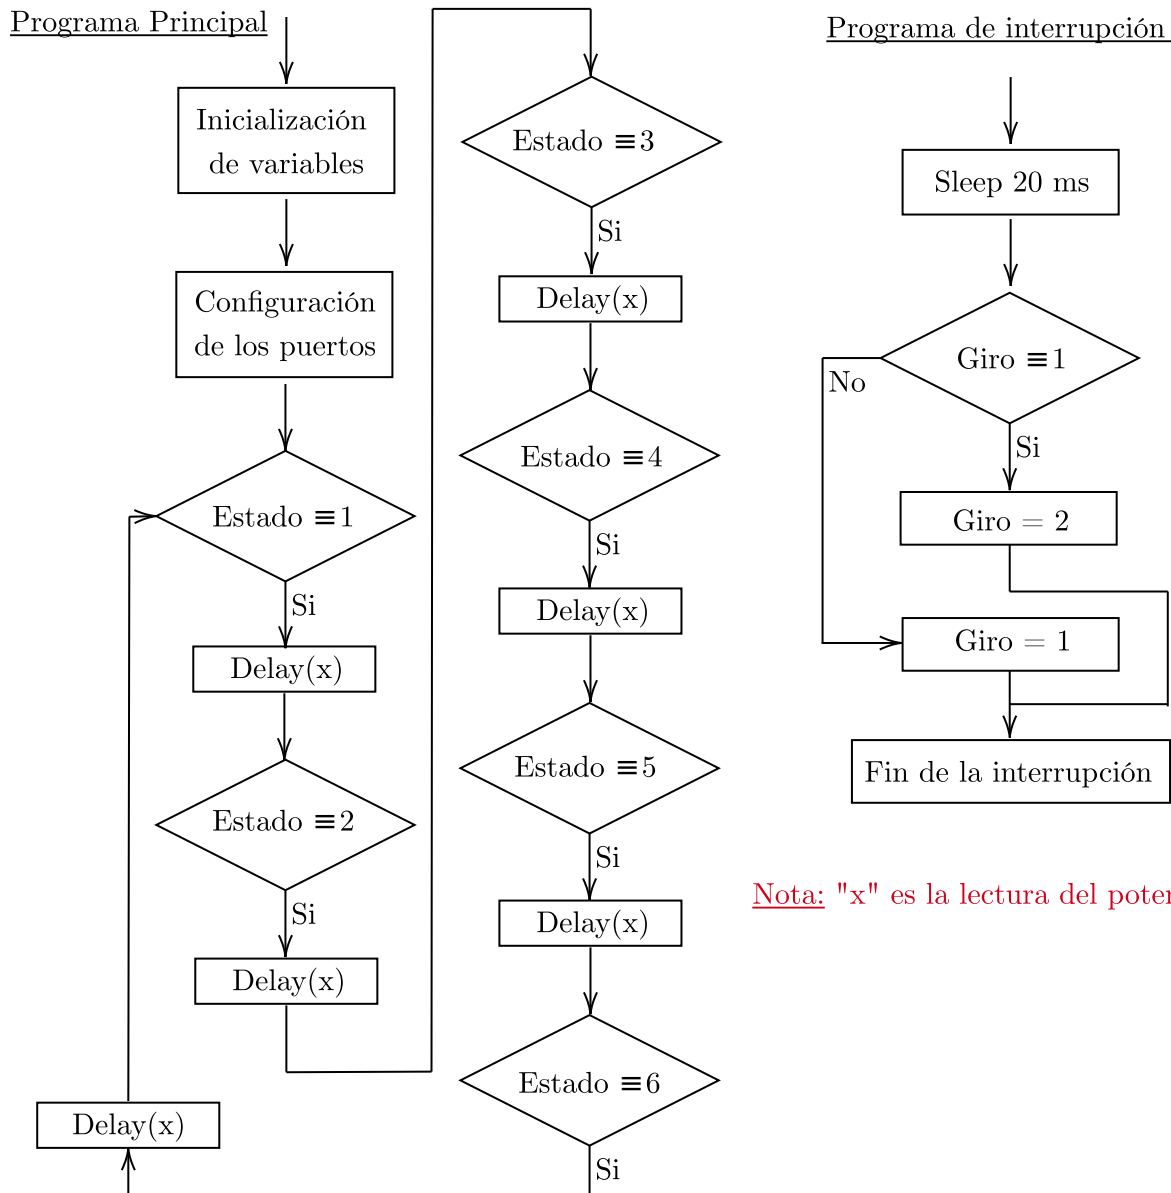 Programa Principal
Inicialización
de variables
Configuración
de los puertos
Estado ≡1
Si
Delay(x)
Estado ≡2
Si
Delay(x)
Estado ≡3
Si
Delay(x)
Estado ≡4
Si
Delay(x)
Estado ≡5
Si
Delay(x)
Estado ≡6
Si
Delay(x)
Programa de interrupción
Sleep 20 ms
Giro ≡1
No
Si
Giro = 2
Giro = 1
Fin de la interrupción
Nota: "x" es la lectura del